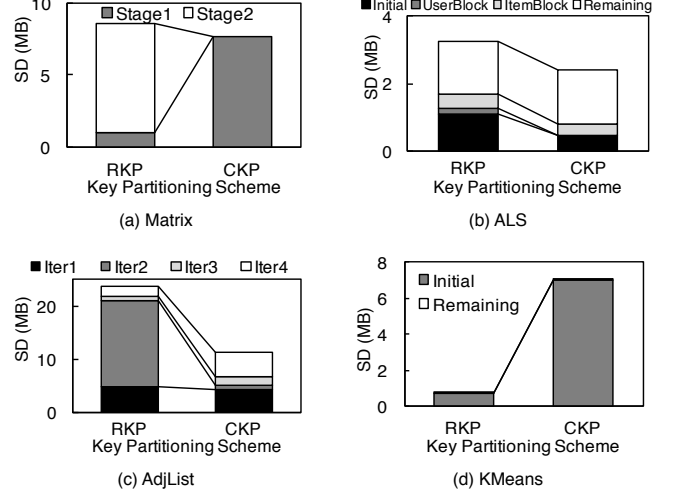 10
Stage1 Stage2
SD (MB)
5
0
RKP CKP
Key Partitioning Scheme
(a) Matrix
Initial UserBlock ItemBlock Remaining
4
SD (MB)
2
0
RKP CKP
Key Partitioning Scheme
(b) ALS
Iter1 Iter2 Iter3 Iter4
20
SD (MB)
10
0
RKP CKP
Key Partitioning Scheme
(c) AdjList
8
Initial
6
Remaining
SD (MB)
4
2
0
RKP CKP
Key Partitioning Scheme
(d) KMeans